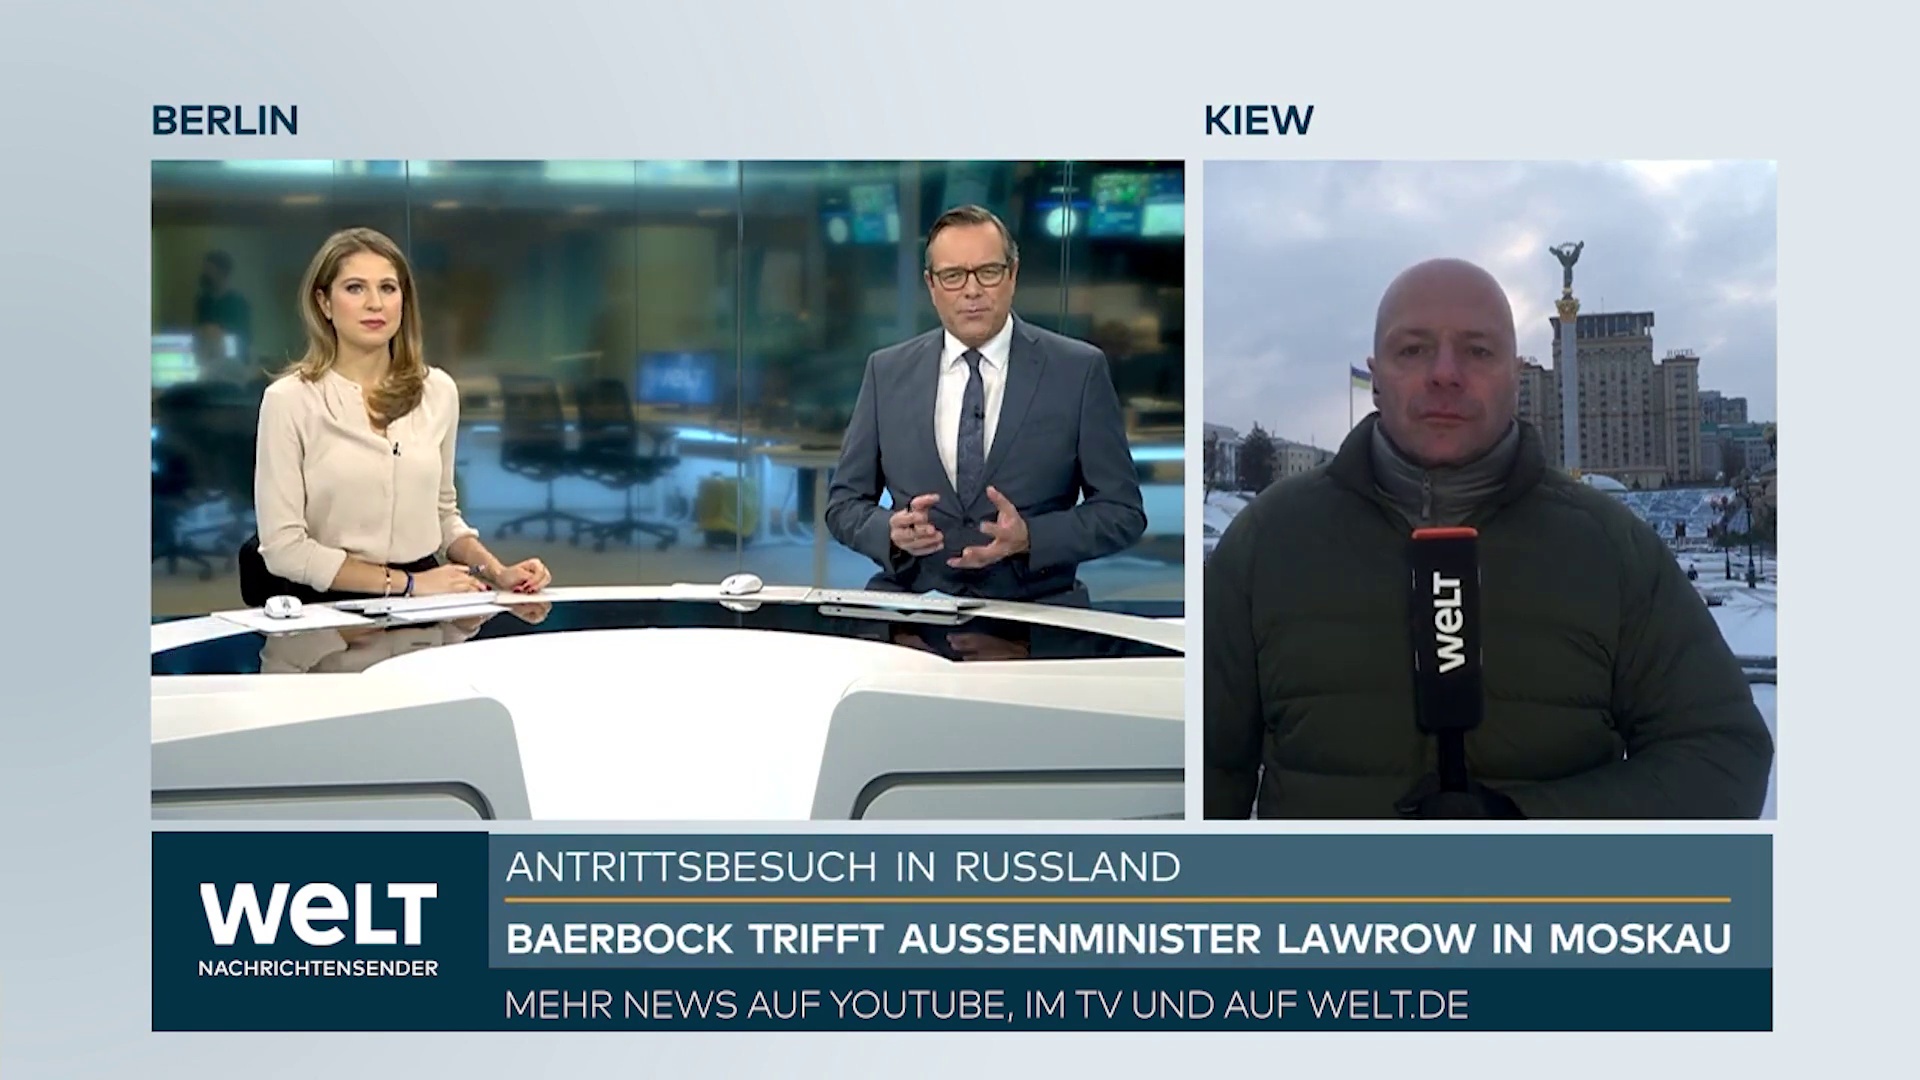 BERLIN
KIEW
HOTEL
WELT
WELT
NACHRICHTENSENDER
ANTRITTSBESUCH IN RUSSLAND
BAERBOCK TRIFFT AUSSENMINISTER LAWROW IN MOSKAU
MEHR NEWS AUF YOUTUBE, IM TV UND AUF WELT.DE